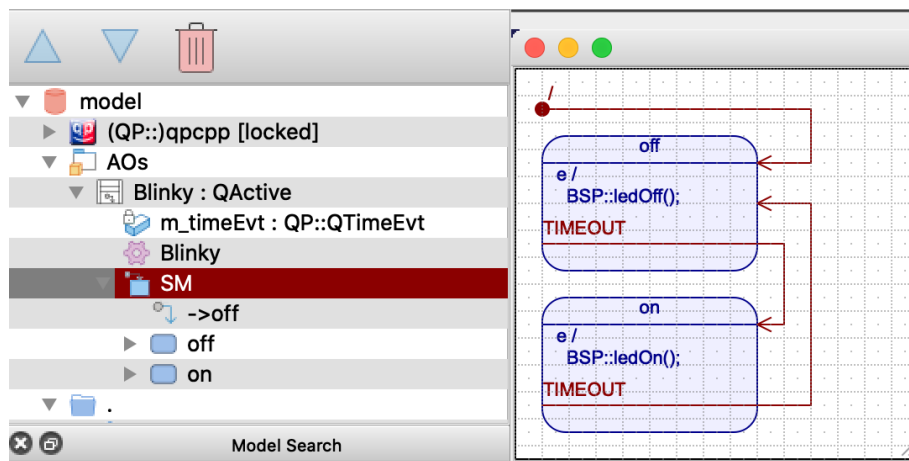 model
(QP::)qpcpp [locked]
AOs
Blinky : QActive
m_timeEvt : QP::QTimeEvt
Blinky
SM
->off
off
on
.
Model Search
/
off
e /
BSP::ledOff();
TIMEOUT
on
e /
BSP::ledOn();
TIMEOUT